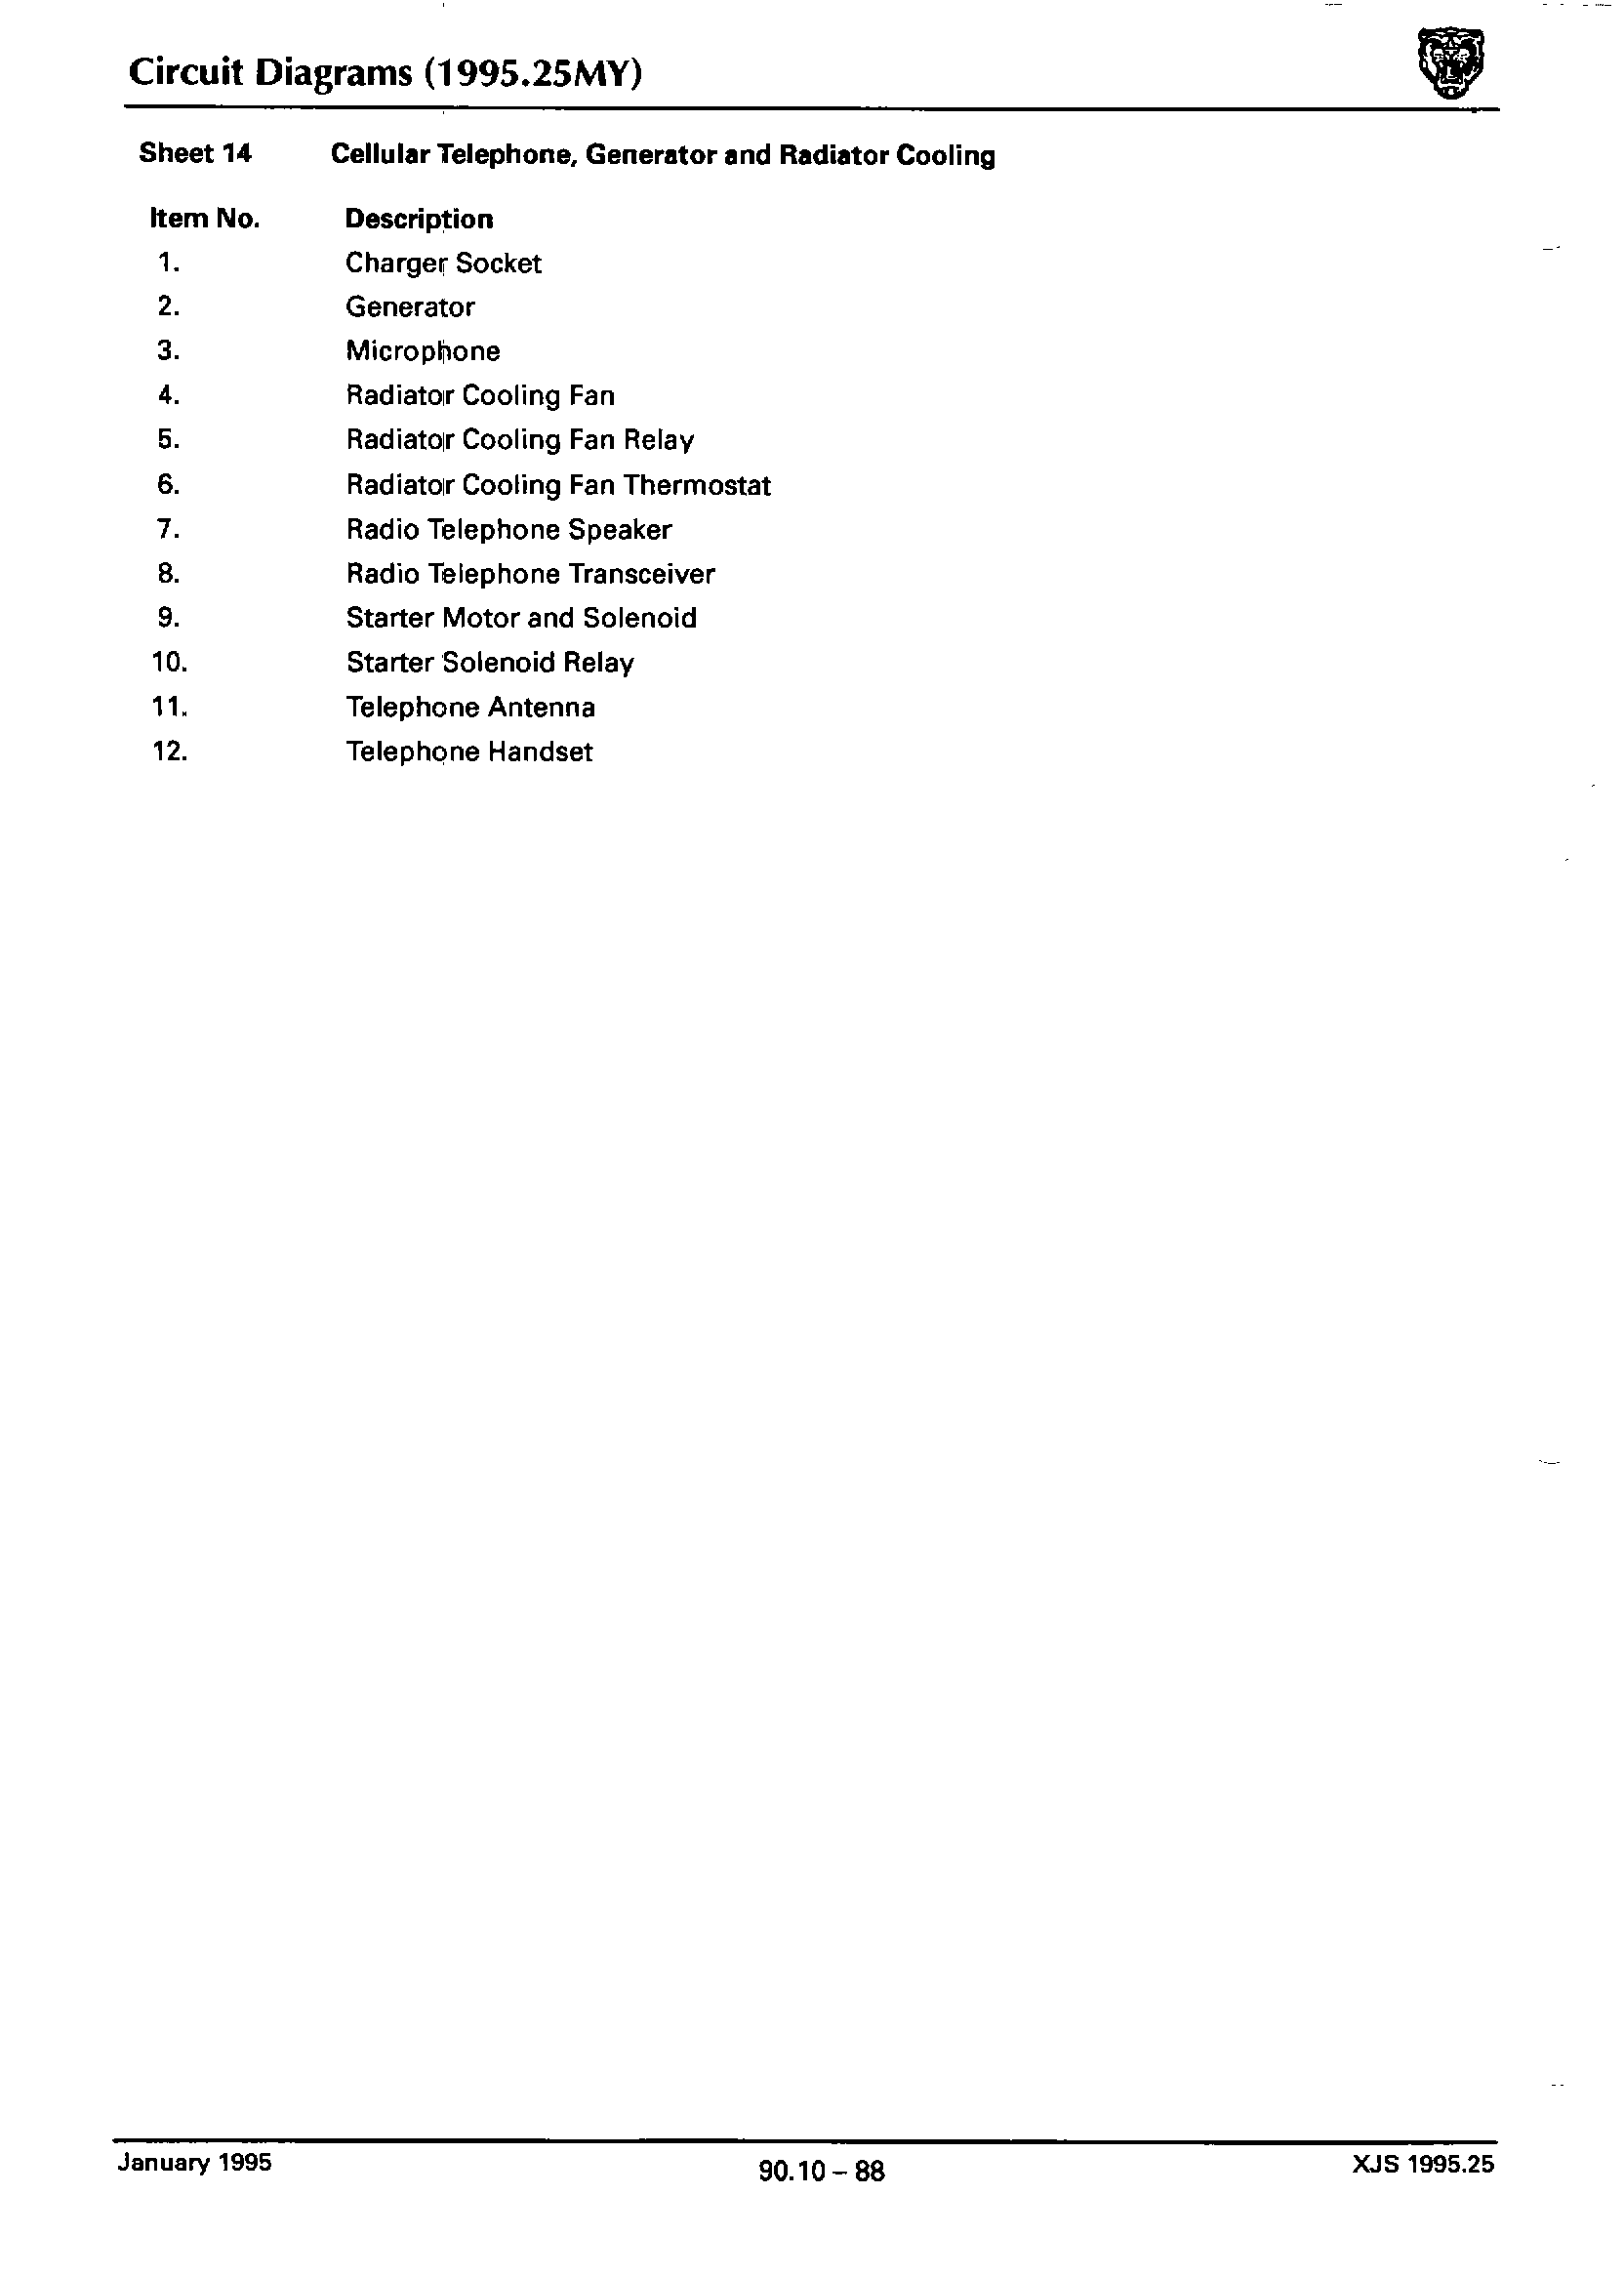 Circuit Diagrams (1995.25MY)
Sheet 14 Cellular Telephone, Generator and Radiator Cooling
Item No. Description
1. Charger Socket
2. Generator
3. Microphone
4. Radiator Cooling Fan
5. Radiator Cooling Fan Relay
6. Radiator Cooling Fan Thermostat
7. Radio Telephone Speaker
8. Radio Telephone Transceiver
9. Starter Motor and Solenoid
10. Starter Solenoid Relay
11. Telephone Antenna
12. Telephone Handset
January 1995 90.10 – 88 XJS 1995.25